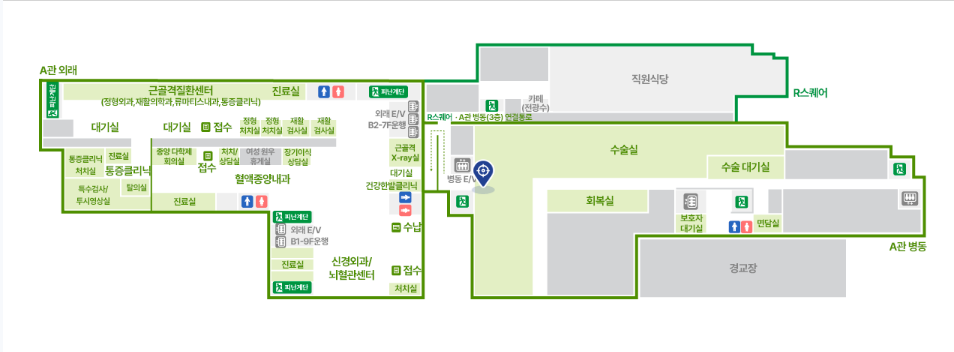 A관 외래
근골격질환센터
(정형외과,재활의학과,류마티스내과,통증클리닉)
진료실
피난계단
외래 E/V
B2-7F운행
대기실
대기실
접수
정형
처치실
정형
처치실
재활
검사실
재활
검사실
통증클리닉
처치실
진료실
통증클리닉
특수검사/
투시영상실
탈의실
중앙 다학제
회의실
접수
처치/
상담실
여성 환우
휴게실
장기이식
상담실
혈액종양내과
진료실
근골격
X-ray실
대기실
건강한발클리닉
피난계단
외래 E/V
B1-9F운행
수납
신경외과/
뇌혈관센터
진료실
접수
피난계단
처치실
직원식당
카페
(전광수)
R스퀘어
R스퀘어 · A관 병동(3층) 연결통로
병동 E/V
수술실
수술 대기실
회복실
보호자
대기실
면담실
A관 병동
경교장